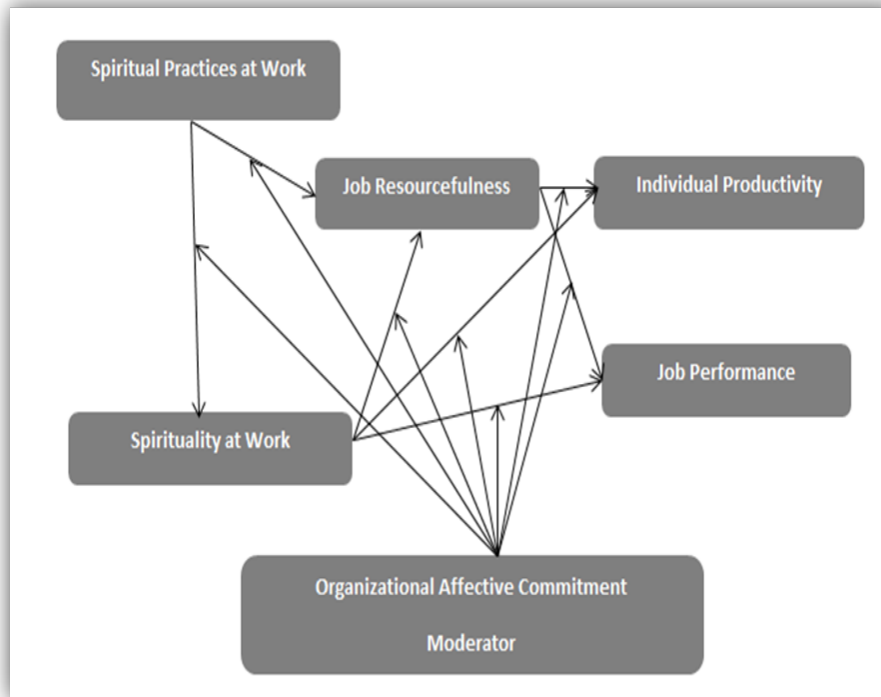 Spiritual Practices at Work
Job Resourcefulness
Individual Productivity
Job Performance
Spirituality at Work
Organizational Affective Commitment
Moderator